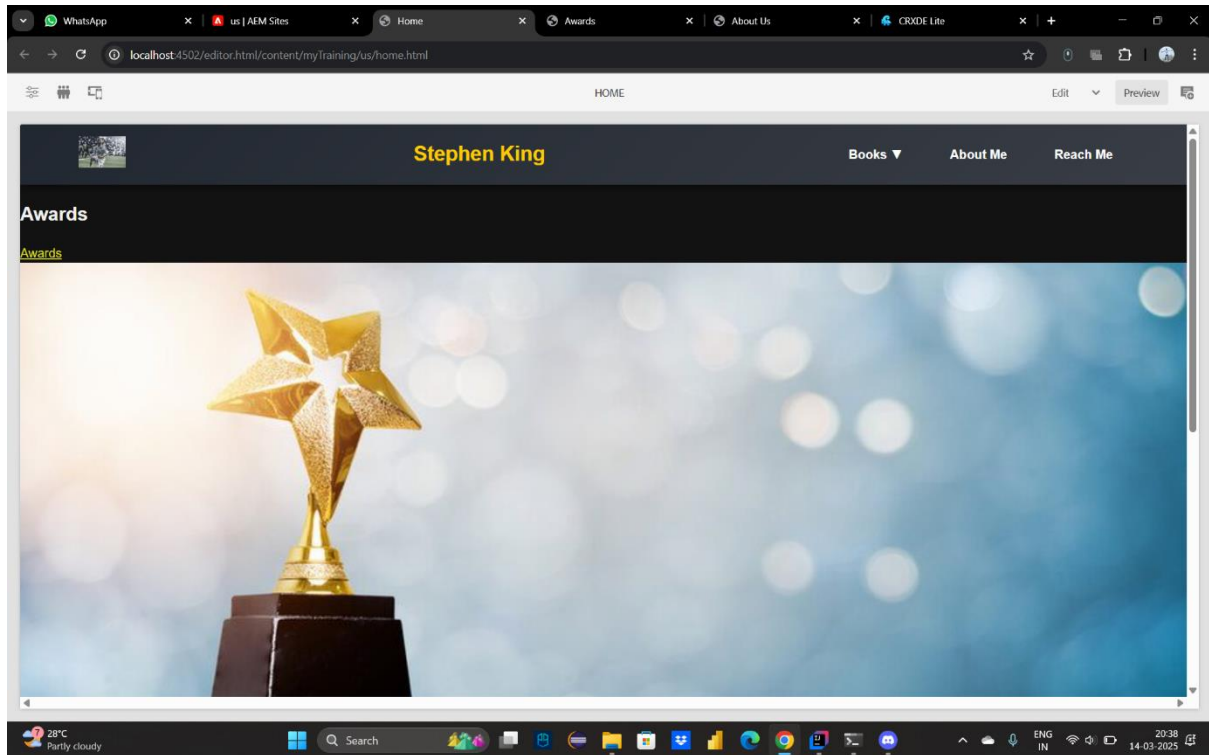 WhatsApp us | AEM Sites Home Awards About Us CRXDE Lite
localhost:4502/editor.html/content/myTraining/us/home.html
HOME Edit Preview
Stephen King Books ▼ About Me Reach Me
Awards
Awards
7 28°C Search ENG 20:38
Partly cloudy IN 14-03-2025